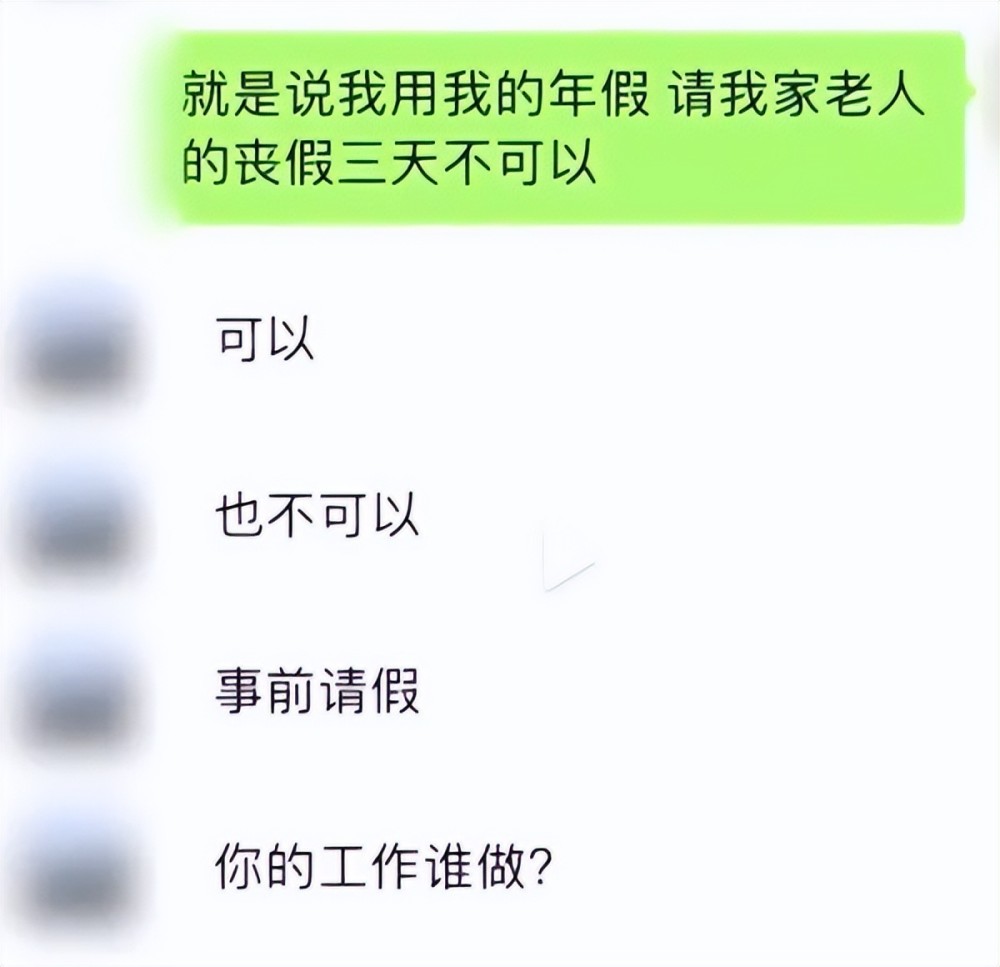 就是说我用我的年假 请我家老人
的丧假三天不可以
可以
也不可以
事前请假
你的工作谁做?